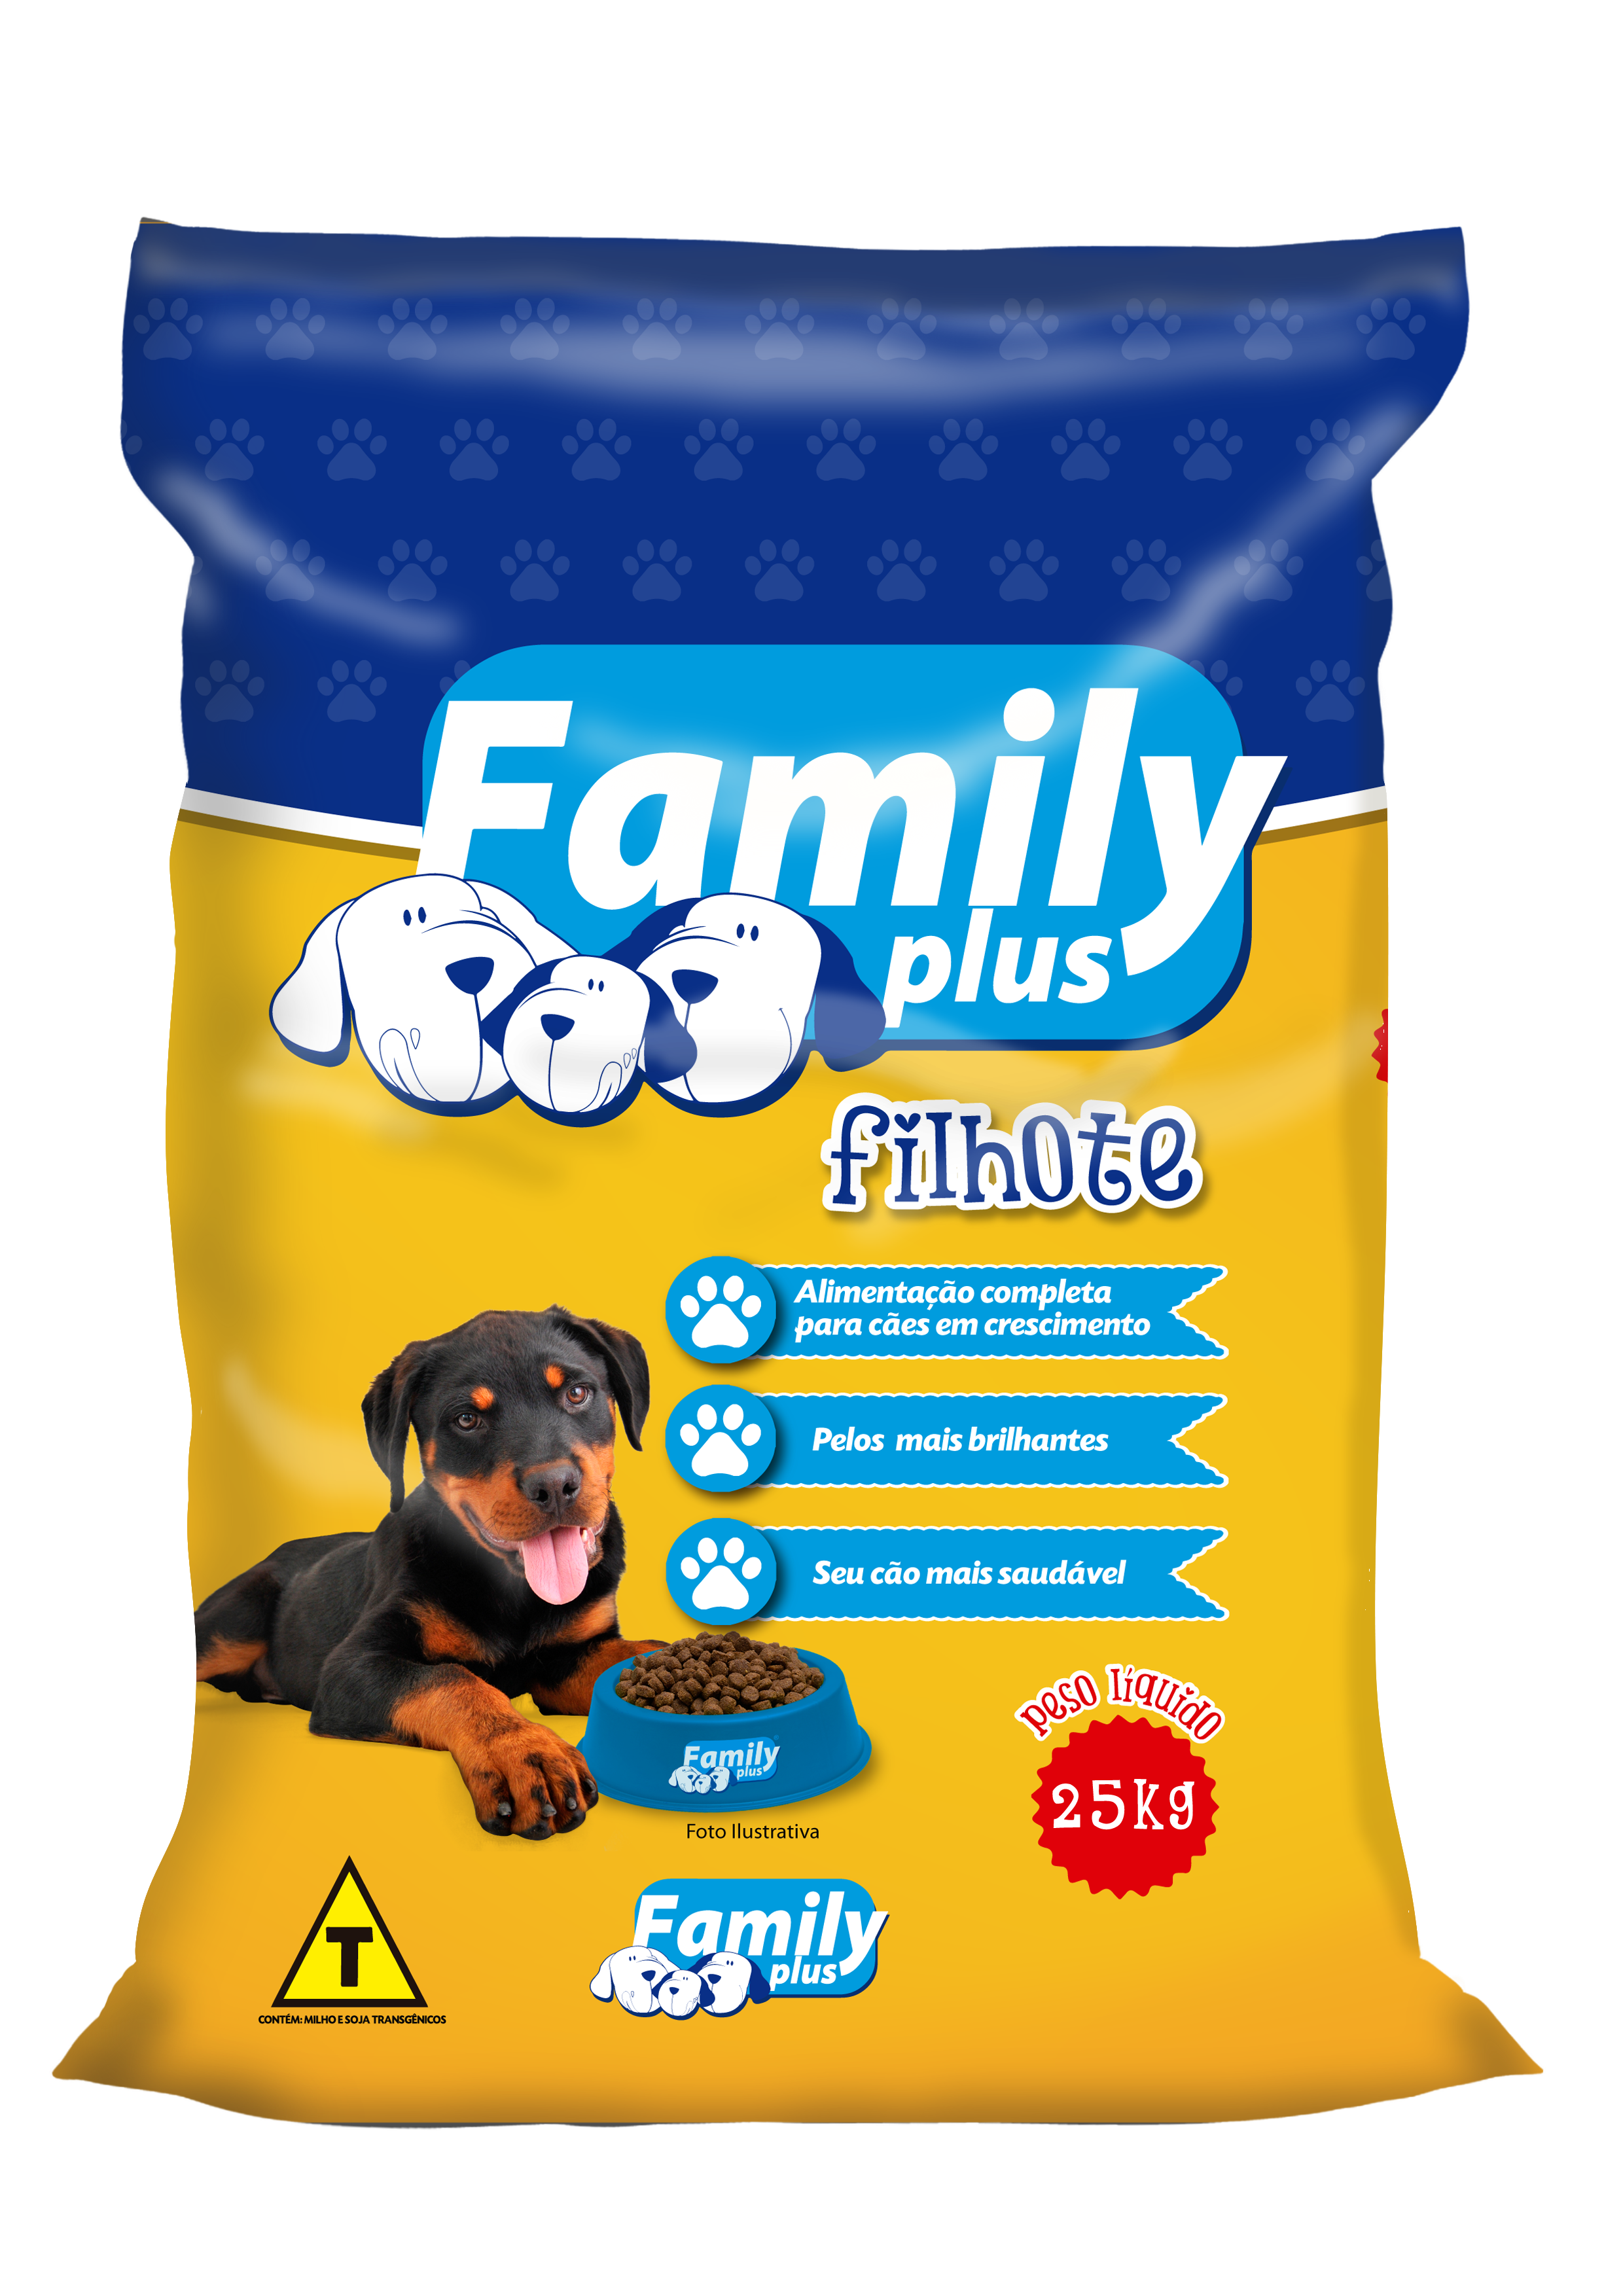 Family
plus
filhote
Alimentação completa
para cães em crescimento
Pelos mais brilhantes
Seu cão mais saudável
peso líquido
25kg
Family
plus
Foto Ilustrativa
Family
plus
T
CONTÉM: MILHO E SOJA TRANSGÊNICOS